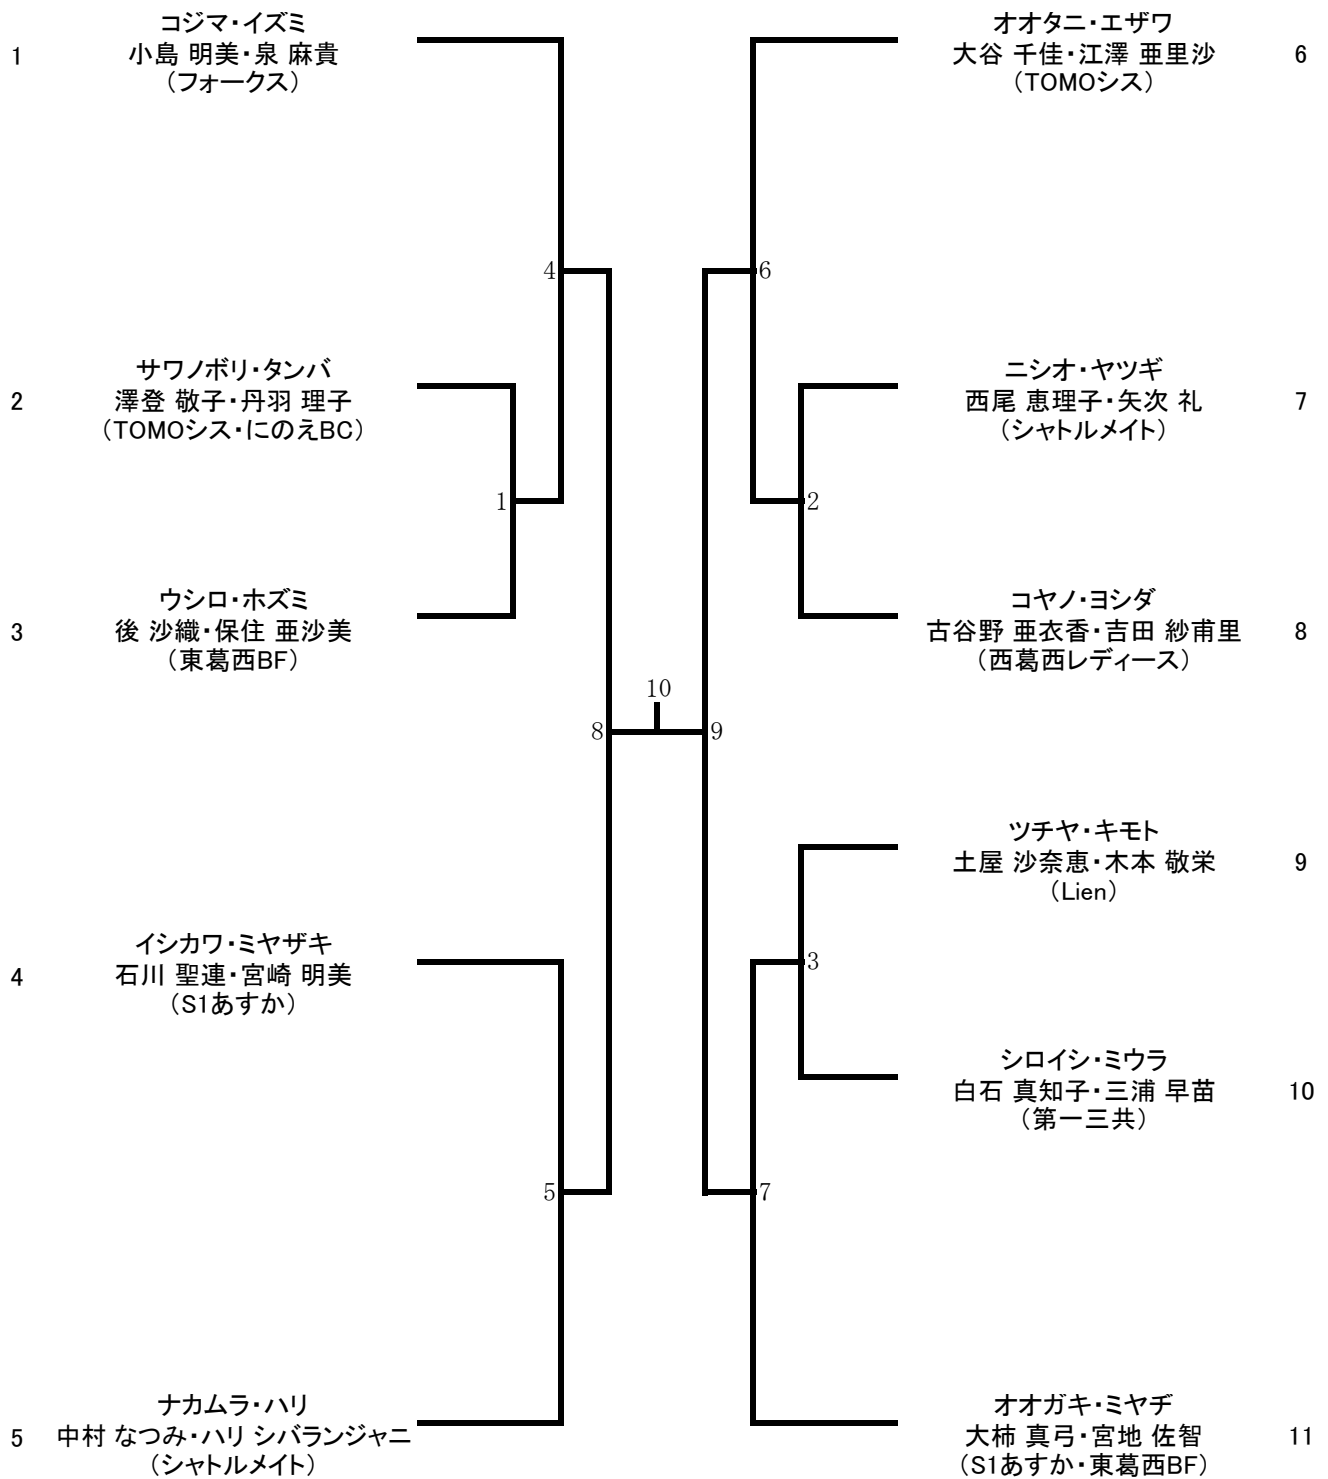 コジマ・イズミ
1 小島 明美・泉 麻貴
（フォークス）
オオタニ・エザワ
大谷 千佳・江澤 亜里沙 6
（TOMOシス）
4
6
サワノボリ・タンバ
2 澤登 敬子・丹羽 理子
（TOMOシス・にのえBC）
ニシオ・ヤツギ
西尾 恵理子・矢次 礼 7
（シャトルメイト）
1
2
ウシロ・ホズミ
3 後 沙織・保住 亜沙美
（東葛西BF）
コヤノ・ヨシダ
古谷野 亜衣香・吉田 紗甫里 8
（西葛西レディース）
10
8
9
ツチヤ・キモト
土屋 沙奈恵・木本 敬栄 9
（Lien）
イシカワ・ミヤザキ
4 石川 聖連・宮崎 明美
（S1あすか）
3
シロイシ・ミウラ
白石 真知子・三浦 早苗 10
（第一三共）
5
7
ナカムラ・ハリ
5 中村 なつみ・ハリ シバランジャニ
（シャトルメイト）
オオガキ・ミヤヂ
大柿 真弓・宮地 佐智 11
（S1あすか・東葛西BF）